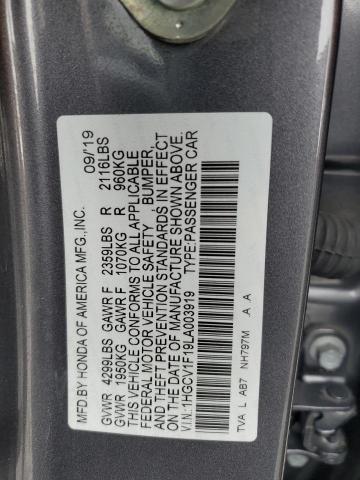 MFD.BY HONDA OF AMERICA MFG.,INC. 09/19
GVWR 4299LBS GAWR F 2359LBS R 2116LBS
GVWR 1950KG GAWR F 1070KG R 960KG
THIS VEHICLE CONFORMS TO ALL APPLICABLE
FEDERAL MOTOR VEHICLE SAFETY , BUMPER,
AND THEFT PREVENTION STANDARDS IN EFFECT
ON THE DATE OF MANUFACTURE SHOWN ABOVE.
V.I.N.:1HGCV1F19LA003919 TYPE:PASSENGER CAR
TVA L AB7 NH797M A A